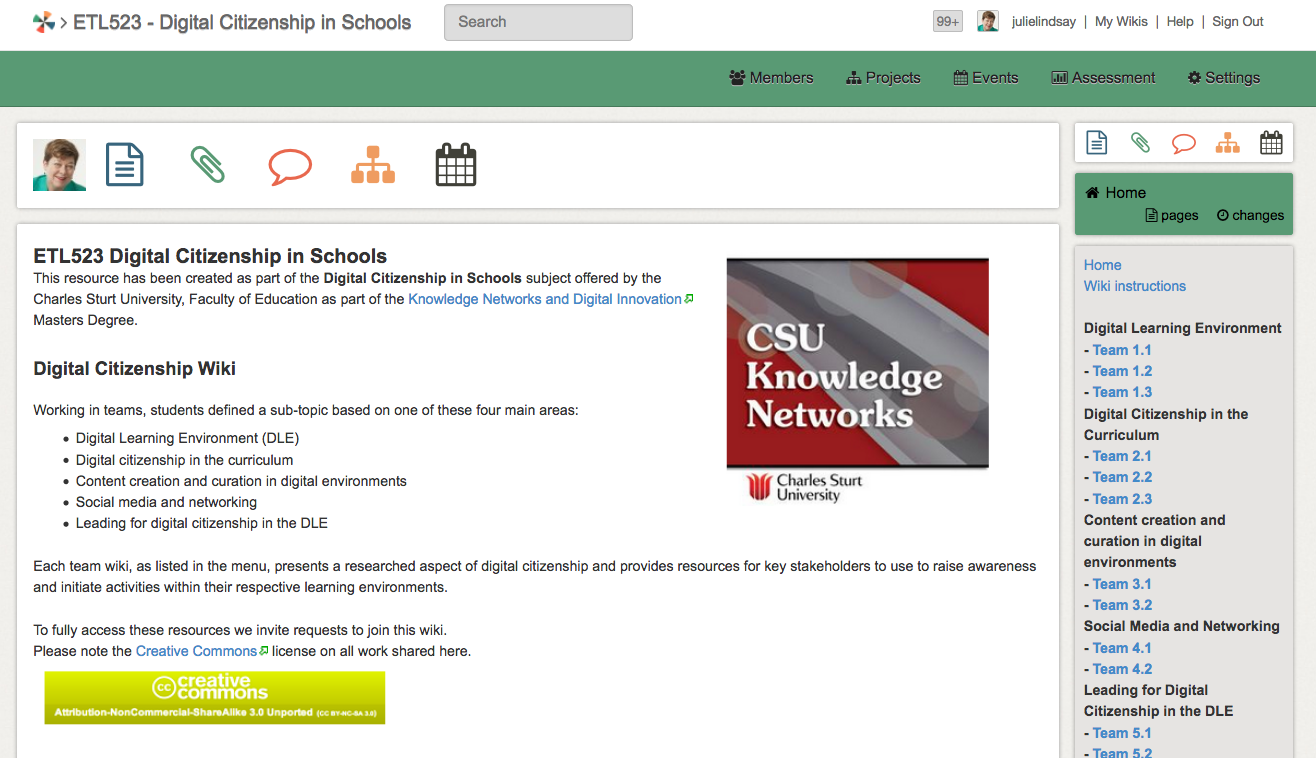 > ETL523 - Digital Citizenship in Schools
Search
99+
julielindsay | My Wikis | Help | Sign Out
Members
Projects
Events
Assessment
Settings
ETL523 Digital Citizenship in Schools
This resource has been created as part of the Digital Citizenship in Schools subject offered by the
Charles Sturt University, Faculty of Education as part of the Knowledge Networks and Digital Innovation
Masters Degree.
CSU
Knowledge
Networks
Charles Sturt
University
Digital Citizenship Wiki
Working in teams, students defined a sub-topic based on one of these four main areas:
• Digital Learning Environment (DLE)
• Digital citizenship in the curriculum
• Content creation and curation in digital environments
• Social media and networking
• Leading for digital citizenship in the DLE
Each team wiki, as listed in the menu, presents a researched aspect of digital citizenship and provides resources for key stakeholders to use to raise awareness
and initiate activities within their respective learning environments.
To fully access these resources we invite requests to join this wiki.
Please note the Creative Commons license on all work shared here.
cc creative
commons
Attribution-NonCommercial-ShareAlike 3.0 Unported (CC BY-NC-SA 3.0)
Home
pages
changes
Home
Wiki instructions
Digital Learning Environment
- Team 1.1
- Team 1.2
- Team 1.3
Digital Citizenship in the
Curriculum
- Team 2.1
- Team 2.2
- Team 2.3
Content creation and
curation in digital
environments
- Team 3.1
- Team 3.2
Social Media and Networking
- Team 4.1
- Team 4.2
Leading for Digital
Citizenship in the DLE
- Team 5.1
- Team 5.2